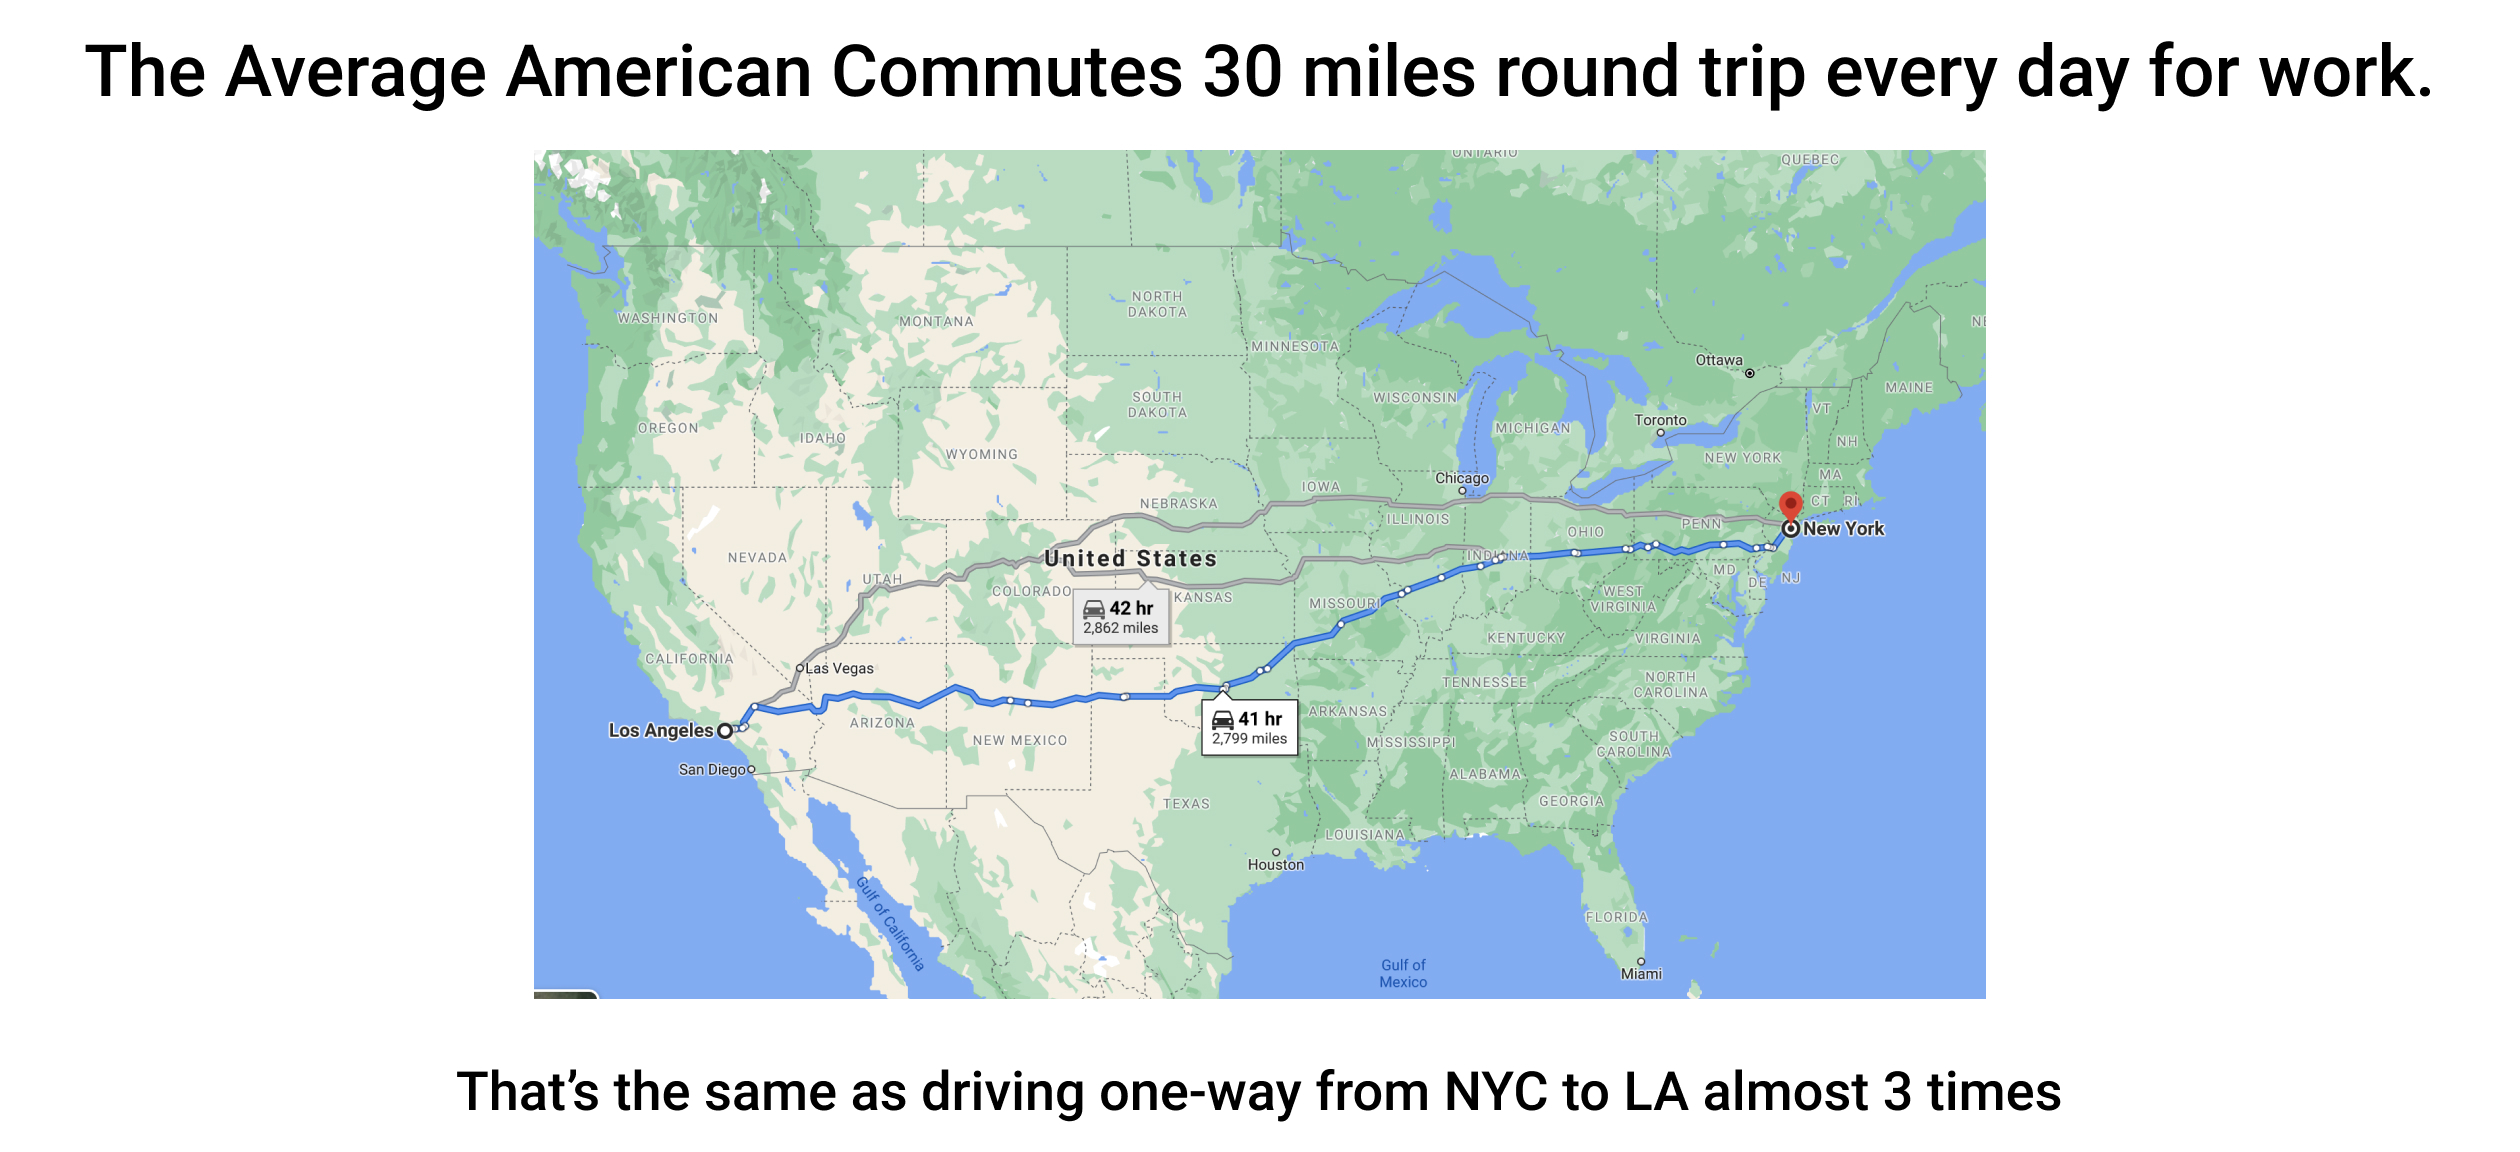 The Average American Commutes 30 miles round trip every day for work.
ONTARIO
QUEBEC
WASHINGTON
MONTANA
NORTH
DAKOTA
MINNESOTA
NE
Ottawa
MAINE
SOUTH
DAKOTA
WISCONSIN
VT
OREGON
IDAHO
MICHIGAN
Toronto
NH
WYOMING
NEW YORK
MA
Chicago
IOWA
NEBRASKA
CT
RI
ILLINOIS
OHIO
PENN
New York
NEVADA
United States
INDIANA
UTAH
COLORADO
KANSAS
MD
DE
NJ
42 hr
2,862 miles
MISSOURI
WEST
VIRGINIA
KENTUCKY
VIRGINIA
CALIFORNIA
Las Vegas
TENNESSEE
NORTH
CAROLINA
Los Angeles
ARIZONA
NEW MEXICO
41 hr
2,799 miles
ARKANSAS
MISSISSIPPI
SOUTH
CAROLINA
San Diego
ALABAMA
TEXAS
GEORGIA
LOUISIANA
Houston
Gulf of California
FLORIDA
Gulf of
Mexico
Miami
That’s the same as driving one-way from NYC to LA almost 3 times